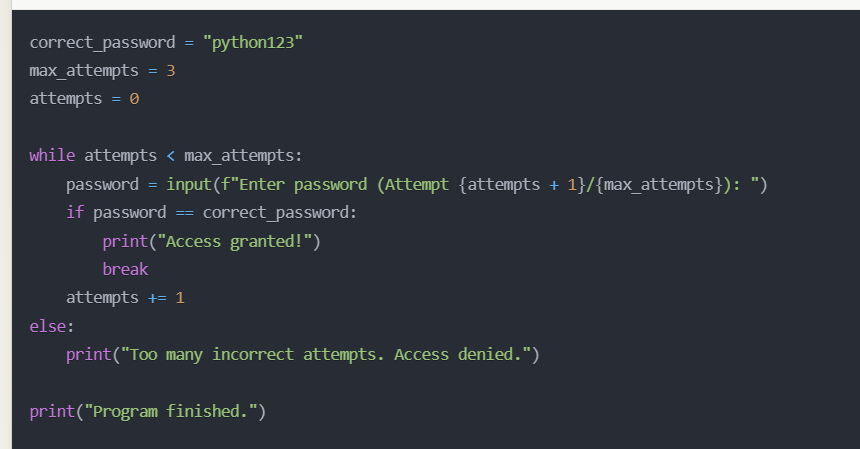 correct_password = "python123"
max_attempts = 3
attempts = 0

while attempts < max_attempts:
    password = input(f"Enter password (Attempt {attempts + 1}/{max_attempts}): ")
    if password == correct_password:
        print("Access granted!")
        break
    attempts += 1
else:
    print("Too many incorrect attempts. Access denied.")

print("Program finished.")